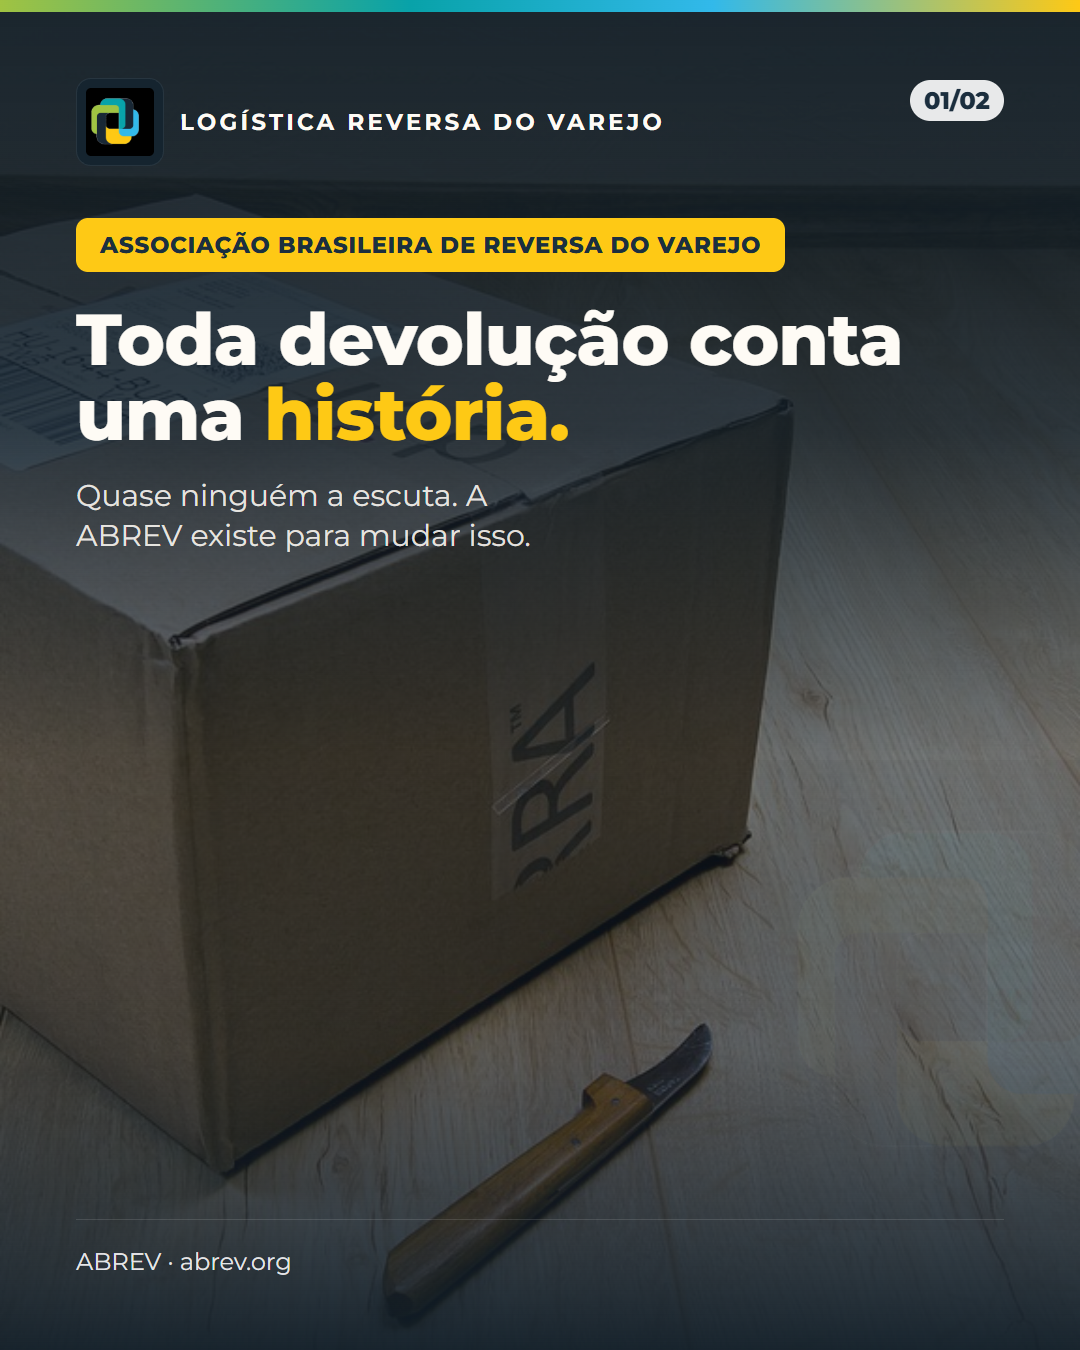 LOGÍSTICA REVERSA DO VAREJO
01/02
ASSOCIAÇÃO BRASILEIRA DE REVERSA DO VAREJO
Toda devolução conta
uma história.
Quase ninguém a escuta. A
ABREV existe para mudar isso.
RRA™
ABREV · abrev.org